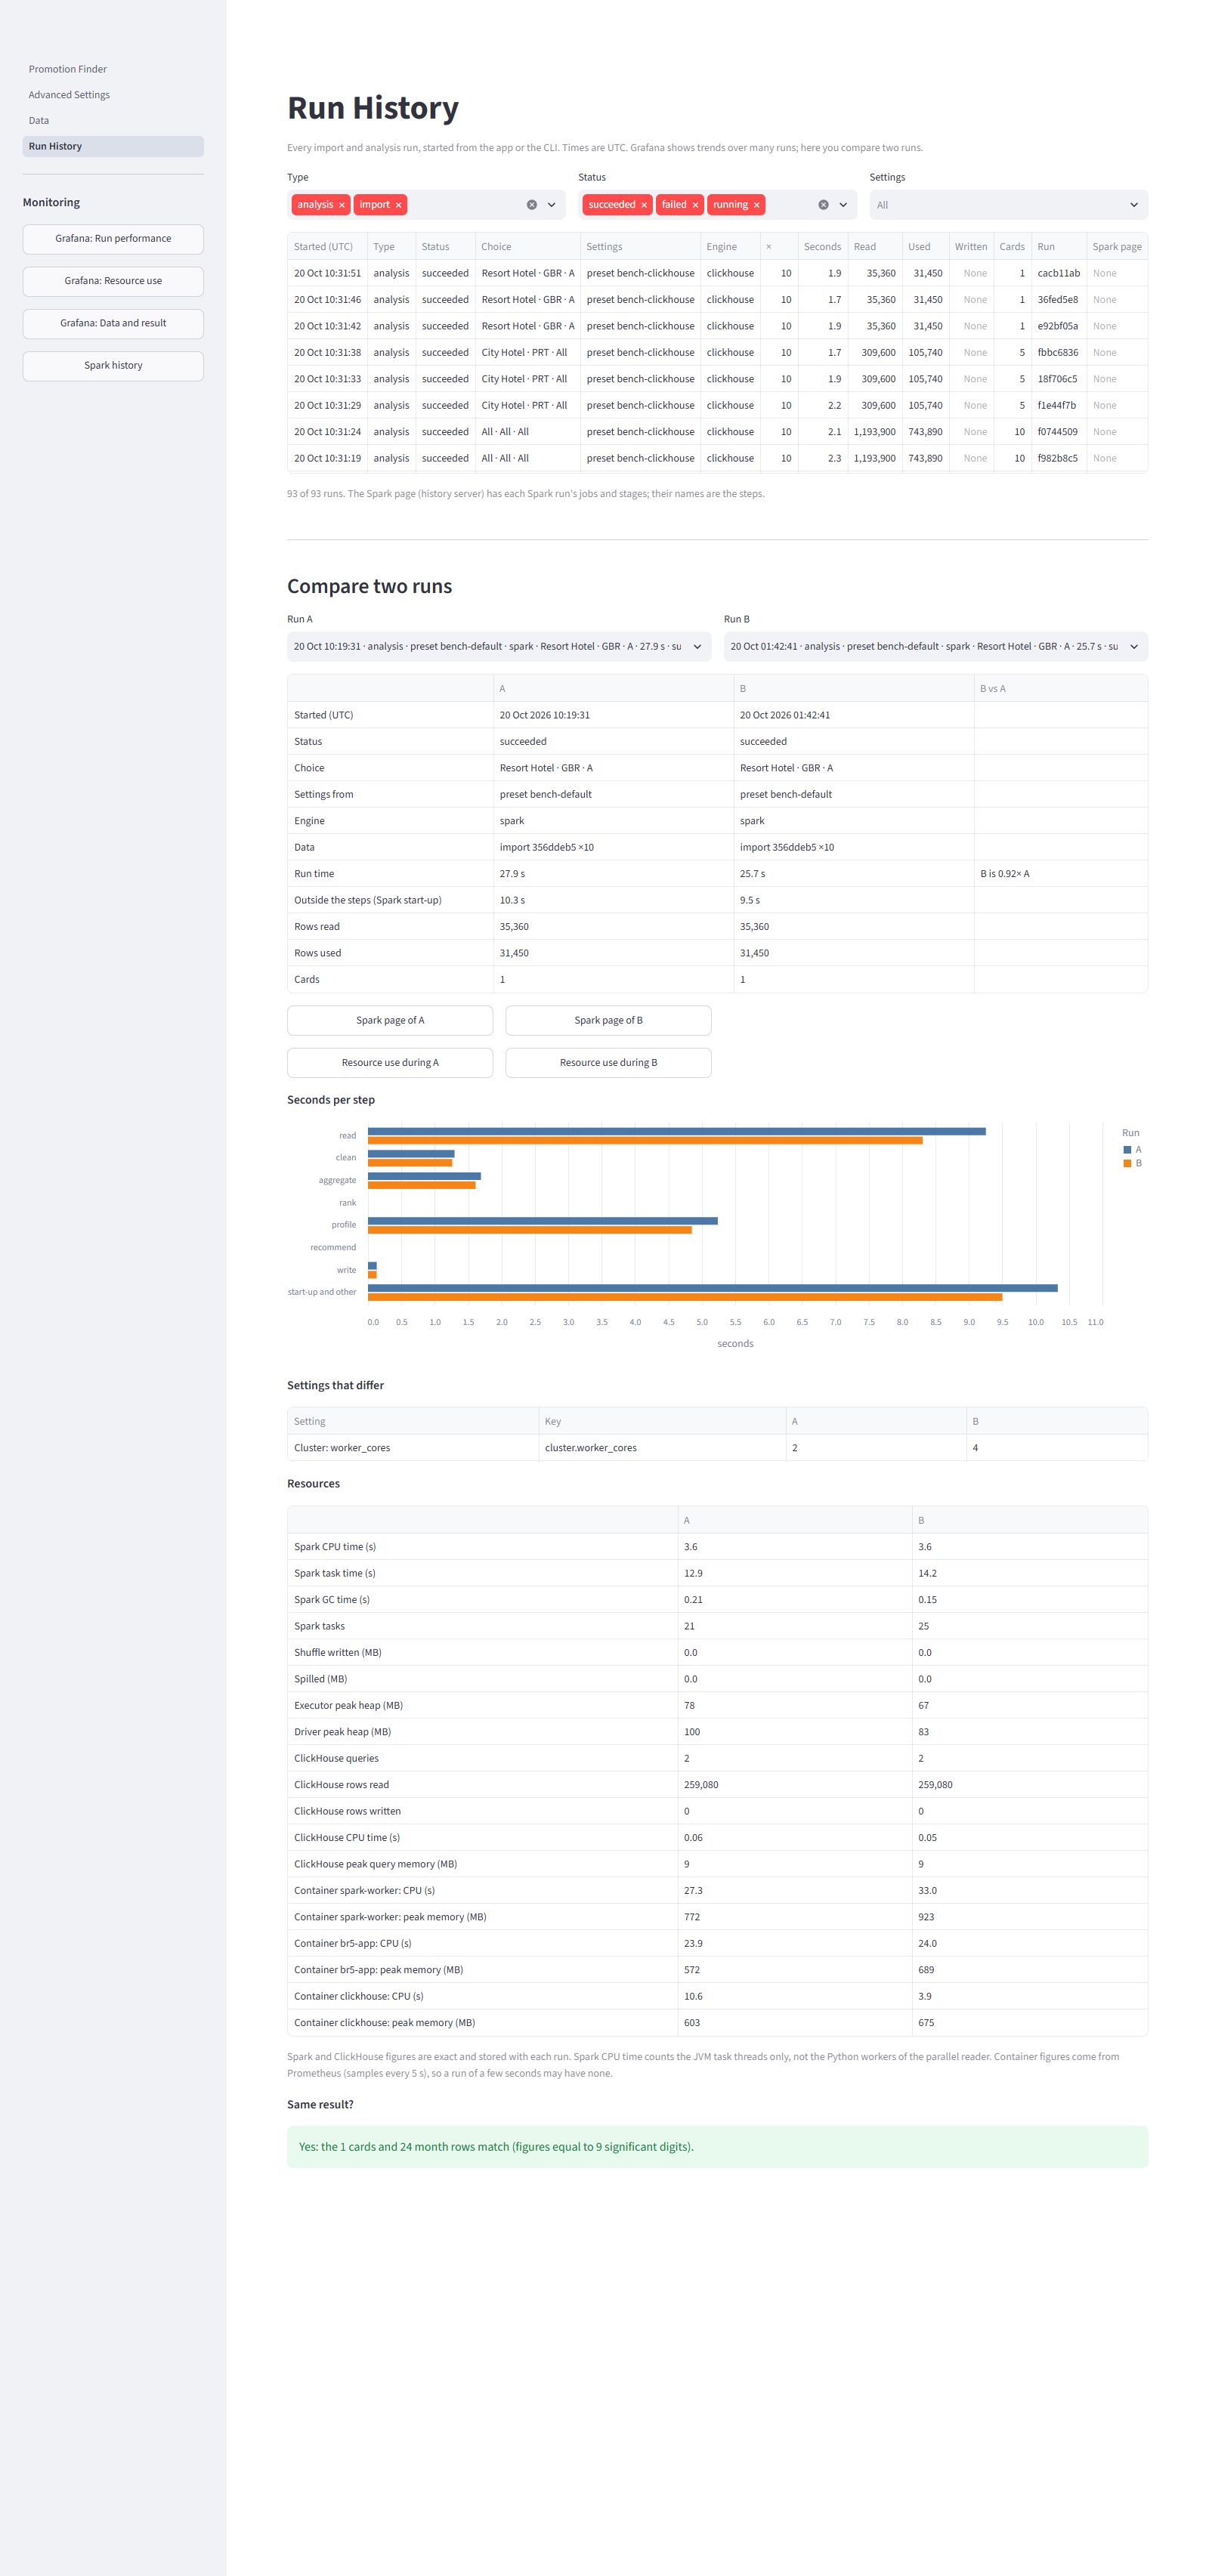 Promotion Finder
Advanced Settings
Data
Run History
Monitoring
Grafana: Run performance
Grafana: Resource use
Grafana: Data and result
Spark history
Run History
Every import and analysis run, started from the app or the CLI. Times are UTC. Grafana shows trends over many runs; here you compare two runs.
Type Status Settings
analysis × import × succeeded × failed × running × All
Started (UTC) Type Status Choice Settings Engine × Seconds Read Used Written Cards Run Spark page
20 Oct 10:31:51 analysis succeeded Resort Hotel · GBR · A preset bench-clickhouse clickhouse 10 1.9 35,360 31,450 None 1 cacb11ab None
20 Oct 10:31:46 analysis succeeded Resort Hotel · GBR · A preset bench-clickhouse clickhouse 10 1.7 35,360 31,450 None 1 36fed5e8 None
20 Oct 10:31:42 analysis succeeded Resort Hotel · GBR · A preset bench-clickhouse clickhouse 10 1.9 35,360 31,450 None 1 e92bf05a None
20 Oct 10:31:38 analysis succeeded City Hotel · PRT · All preset bench-clickhouse clickhouse 10 1.7 309,600 105,740 None 5 fbbc6836 None
20 Oct 10:31:33 analysis succeeded City Hotel · PRT · All preset bench-clickhouse clickhouse 10 1.9 309,600 105,740 None 5 18f706c5 None
20 Oct 10:31:29 analysis succeeded City Hotel · PRT · All preset bench-clickhouse clickhouse 10 2.2 309,600 105,740 None 5 f1e44f7b None
20 Oct 10:31:24 analysis succeeded All · All · All preset bench-clickhouse clickhouse 10 2.1 1,193,900 743,890 None 10 f0744509 None
20 Oct 10:31:19 analysis succeeded All · All · All preset bench-clickhouse clickhouse 10 2.3 1,193,900 743,890 None 10 f982b8c5 None
93 of 93 runs. The Spark page (history server) has each Spark run's jobs and stages; their names are the steps.
Compare two runs
Run A Run B
20 Oct 10:19:31 · analysis · preset bench-default · spark · Resort Hotel · GBR · A · 27.9 s · su 20 Oct 01:42:41 · analysis · preset bench-default · spark · Resort Hotel · GBR · A · 25.7 s · su
A B B vs A
Started (UTC) 20 Oct 2026 10:19:31 20 Oct 2026 01:42:41
Status succeeded succeeded
Choice Resort Hotel · GBR · A Resort Hotel · GBR · A
Settings from preset bench-default preset bench-default
Engine spark spark
Data import 356ddeb5 ×10 import 356ddeb5 ×10
Run time 27.9 s 25.7 s B is 0.92× A
Outside the steps (Spark start-up) 10.3 s 9.5 s
Rows read 35,360 35,360
Rows used 31,450 31,450
Cards 1 1
Spark page of A Spark page of B
Resource use during A Resource use during B
Seconds per step
Run
A
B
read
clean
aggregate
rank
profile
recommend
write
start-up and other
0.0 0.5 1.0 1.5 2.0 2.5 3.0 3.5 4.0 4.5 5.0 5.5 6.0 6.5 7.0 7.5 8.0 8.5 9.0 9.5 10.0 10.5 11.0
seconds
Settings that differ
Setting Key A B
Cluster: worker_cores cluster.worker_cores 2 4
Resources
A B
Spark CPU time (s) 3.6 3.6
Spark task time (s) 12.9 14.2
Spark GC time (s) 0.21 0.15
Spark tasks 21 25
Shuffle written (MB) 0.0 0.0
Spilled (MB) 0.0 0.0
Executor peak heap (MB) 78 67
Driver peak heap (MB) 100 83
ClickHouse queries 2 2
ClickHouse rows read 259,080 259,080
ClickHouse rows written 0 0
ClickHouse CPU time (s) 0.06 0.05
ClickHouse peak query memory (MB) 9 9
Container spark-worker: CPU (s) 27.3 33.0
Container spark-worker: peak memory (MB) 772 923
Container br5-app: CPU (s) 23.9 24.0
Container br5-app: peak memory (MB) 572 689
Container clickhouse: CPU (s) 10.6 3.9
Container clickhouse: peak memory (MB) 603 675
Spark and ClickHouse figures are exact and stored with each run. Spark CPU time counts the JVM task threads only, not the Python workers of the parallel reader. Container figures come from
Prometheus (samples every 5 s), so a run of a few seconds may have none.
Same result?
Yes: the 1 cards and 24 month rows match (figures equal to 9 significant digits).